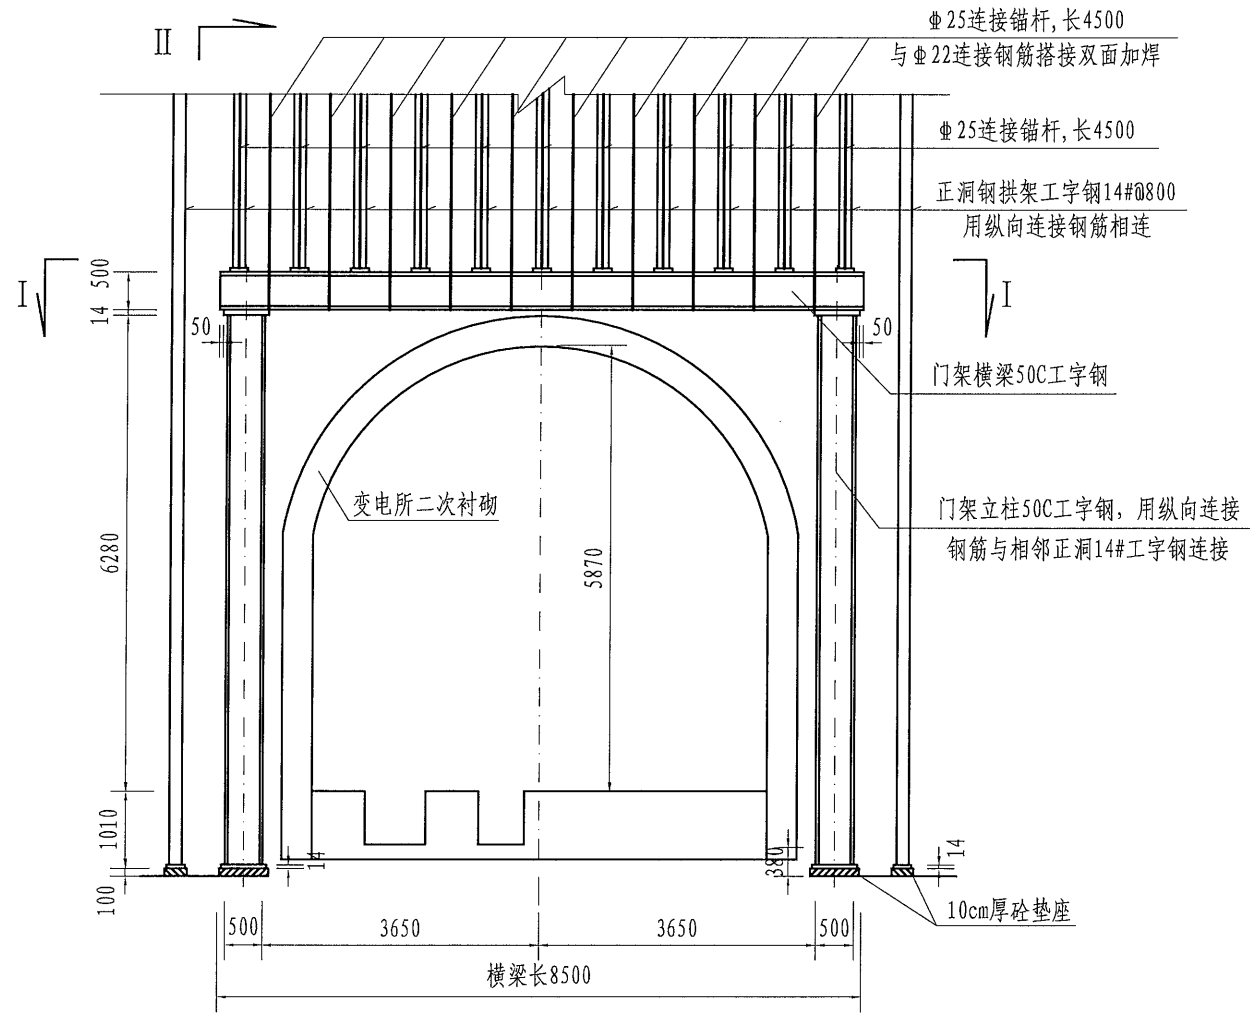 Ⅱ
Φ25连接锚杆,长4500
与Φ22连接钢筋搭接双面加焊
Φ25连接锚杆,长4500
正洞钢拱架工字钢14#@800
用纵向连接钢筋相连
Ⅰ
500
14
50
Ⅰ
50
门架横梁50C工字钢
变电所二次衬砌
门架立柱50C工字钢，用纵向连接
钢筋与相邻正洞14#工字钢连接
6280
5870
1010
14
380
14
100
10cm厚砼垫座
500
3650
3650
500
横梁长8500